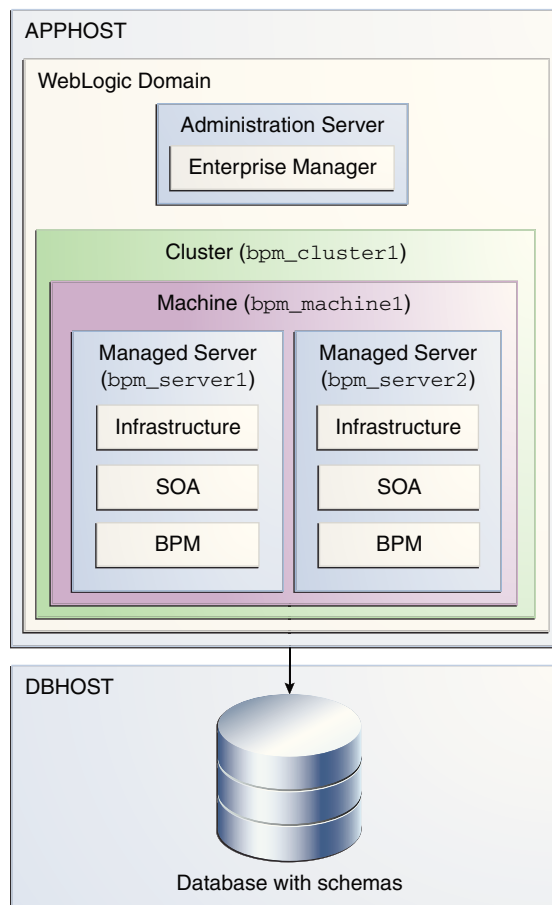 APPHOST
WebLogic Domain
Administration Server
Enterprise Manager
Cluster (bpm_cluster1)
Machine (bpm_machine1)
Managed Server
(bpm_server1)
Infrastructure
SOA
BPM
Managed Server
(bpm_server2)
Infrastructure
SOA
BPM
DBHOST
Database with schemas